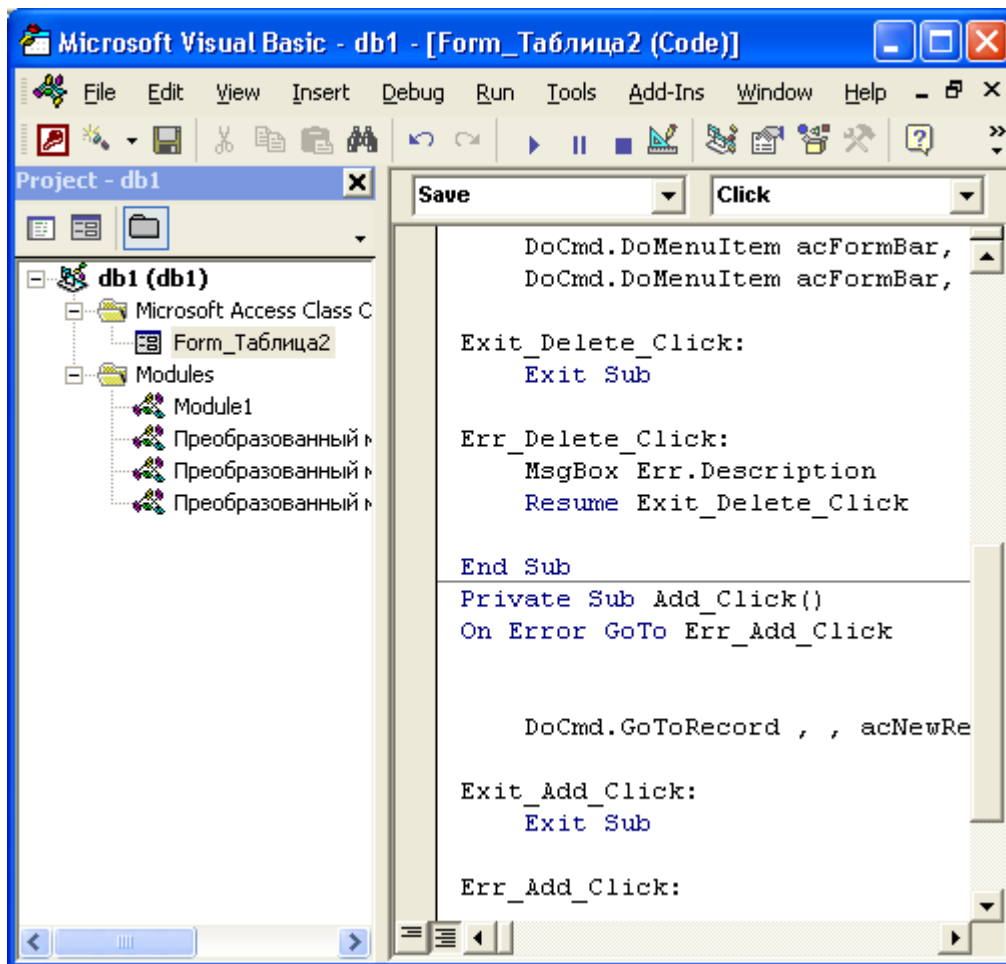 Microsoft Visual Basic - db1 - [Form_Таблица2 (Code)]
File Edit View Insert Debug Run Tools Add-Ins Window Help
Project - db1
Save Click
db1 (db1)
Microsoft Access Class C
Form_Таблица2
Modules
Module1
Преобразованный м
Преобразованный м
Преобразованный м
DoCmd.DoMenuItem acFormBar,
DoCmd.DoMenuItem acFormBar,
Exit_Delete_Click:
Exit Sub
Err_Delete_Click:
MsgBox Err.Description
Resume Exit_Delete_Click
End Sub
Private Sub Add_Click()
On Error GoTo Err_Add_Click
DoCmd.GoToRecord , , acNewRe
Exit_Add_Click:
Exit Sub
Err_Add_Click: